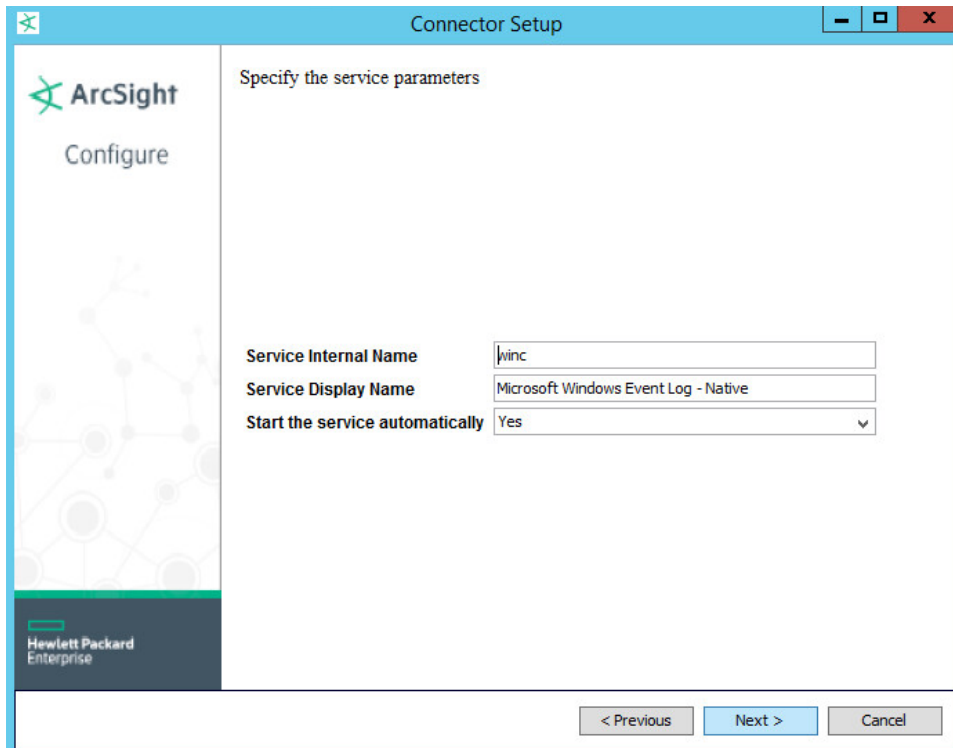 Connector Setup
ArcSight
Configure
Specify the service parameters
Service Internal Name winc
Service Display Name Microsoft Windows Event Log - Native
Start the service automatically Yes
Hewlett Packard
Enterprise
< Previous Next > Cancel